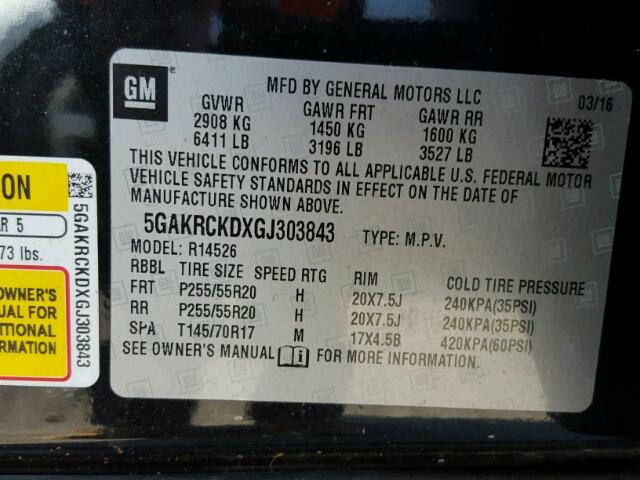 GM
MFD BY GENERAL MOTORS LLC
03/16
GVWR GAWR FRT GAWR RR
2908 KG 1450 KG 1600 KG
6411 LB 3196 LB 3527 LB
THIS VEHICLE CONFORMS TO ALL APPLICABLE U.S. FEDERAL MOTOR
VEHICLE SAFETY STANDARDS IN EFFECT ON THE DATE OF
MANUFACTURE SHOWN ABOVE.
5GAKRCKDXGJ303843 TYPE: M.P.V.
MODEL: R14526
RBBL TIRE SIZE SPEED RTG RIM COLD TIRE PRESSURE
FRT P255/55R20 H 20X7.5J 240KPA(35PSI)
RR P255/55R20 H 20X7.5J 240KPA(35PSI)
SPA T145/70R17 M 17X4.5B 420KPA(60PSI)
SEE OWNER'S MANUAL FOR MORE INFORMATION.
ION
AR 5
73 lbs.
OWNER'S
UAL FOR
DITIONAL
ORMATION
5GAKRCKDXGJ303843